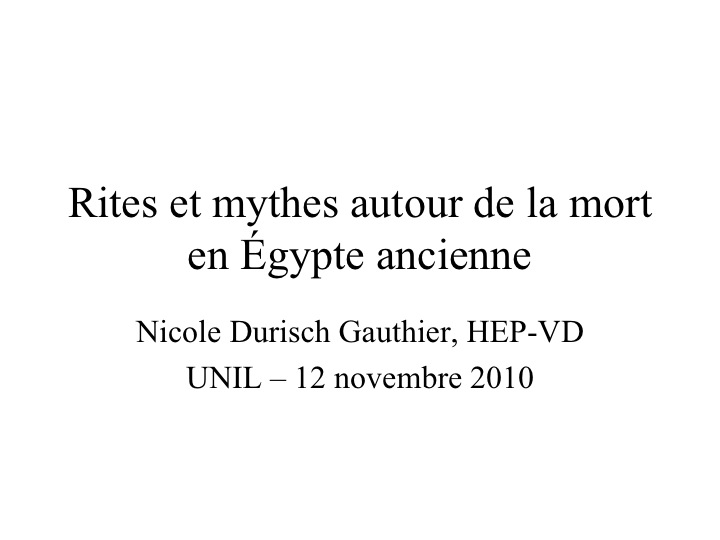 Rites et mythes autour de la mort
en Égypte ancienne
Nicole Durisch Gauthier, HEP-VD
UNIL – 12 novembre 2010